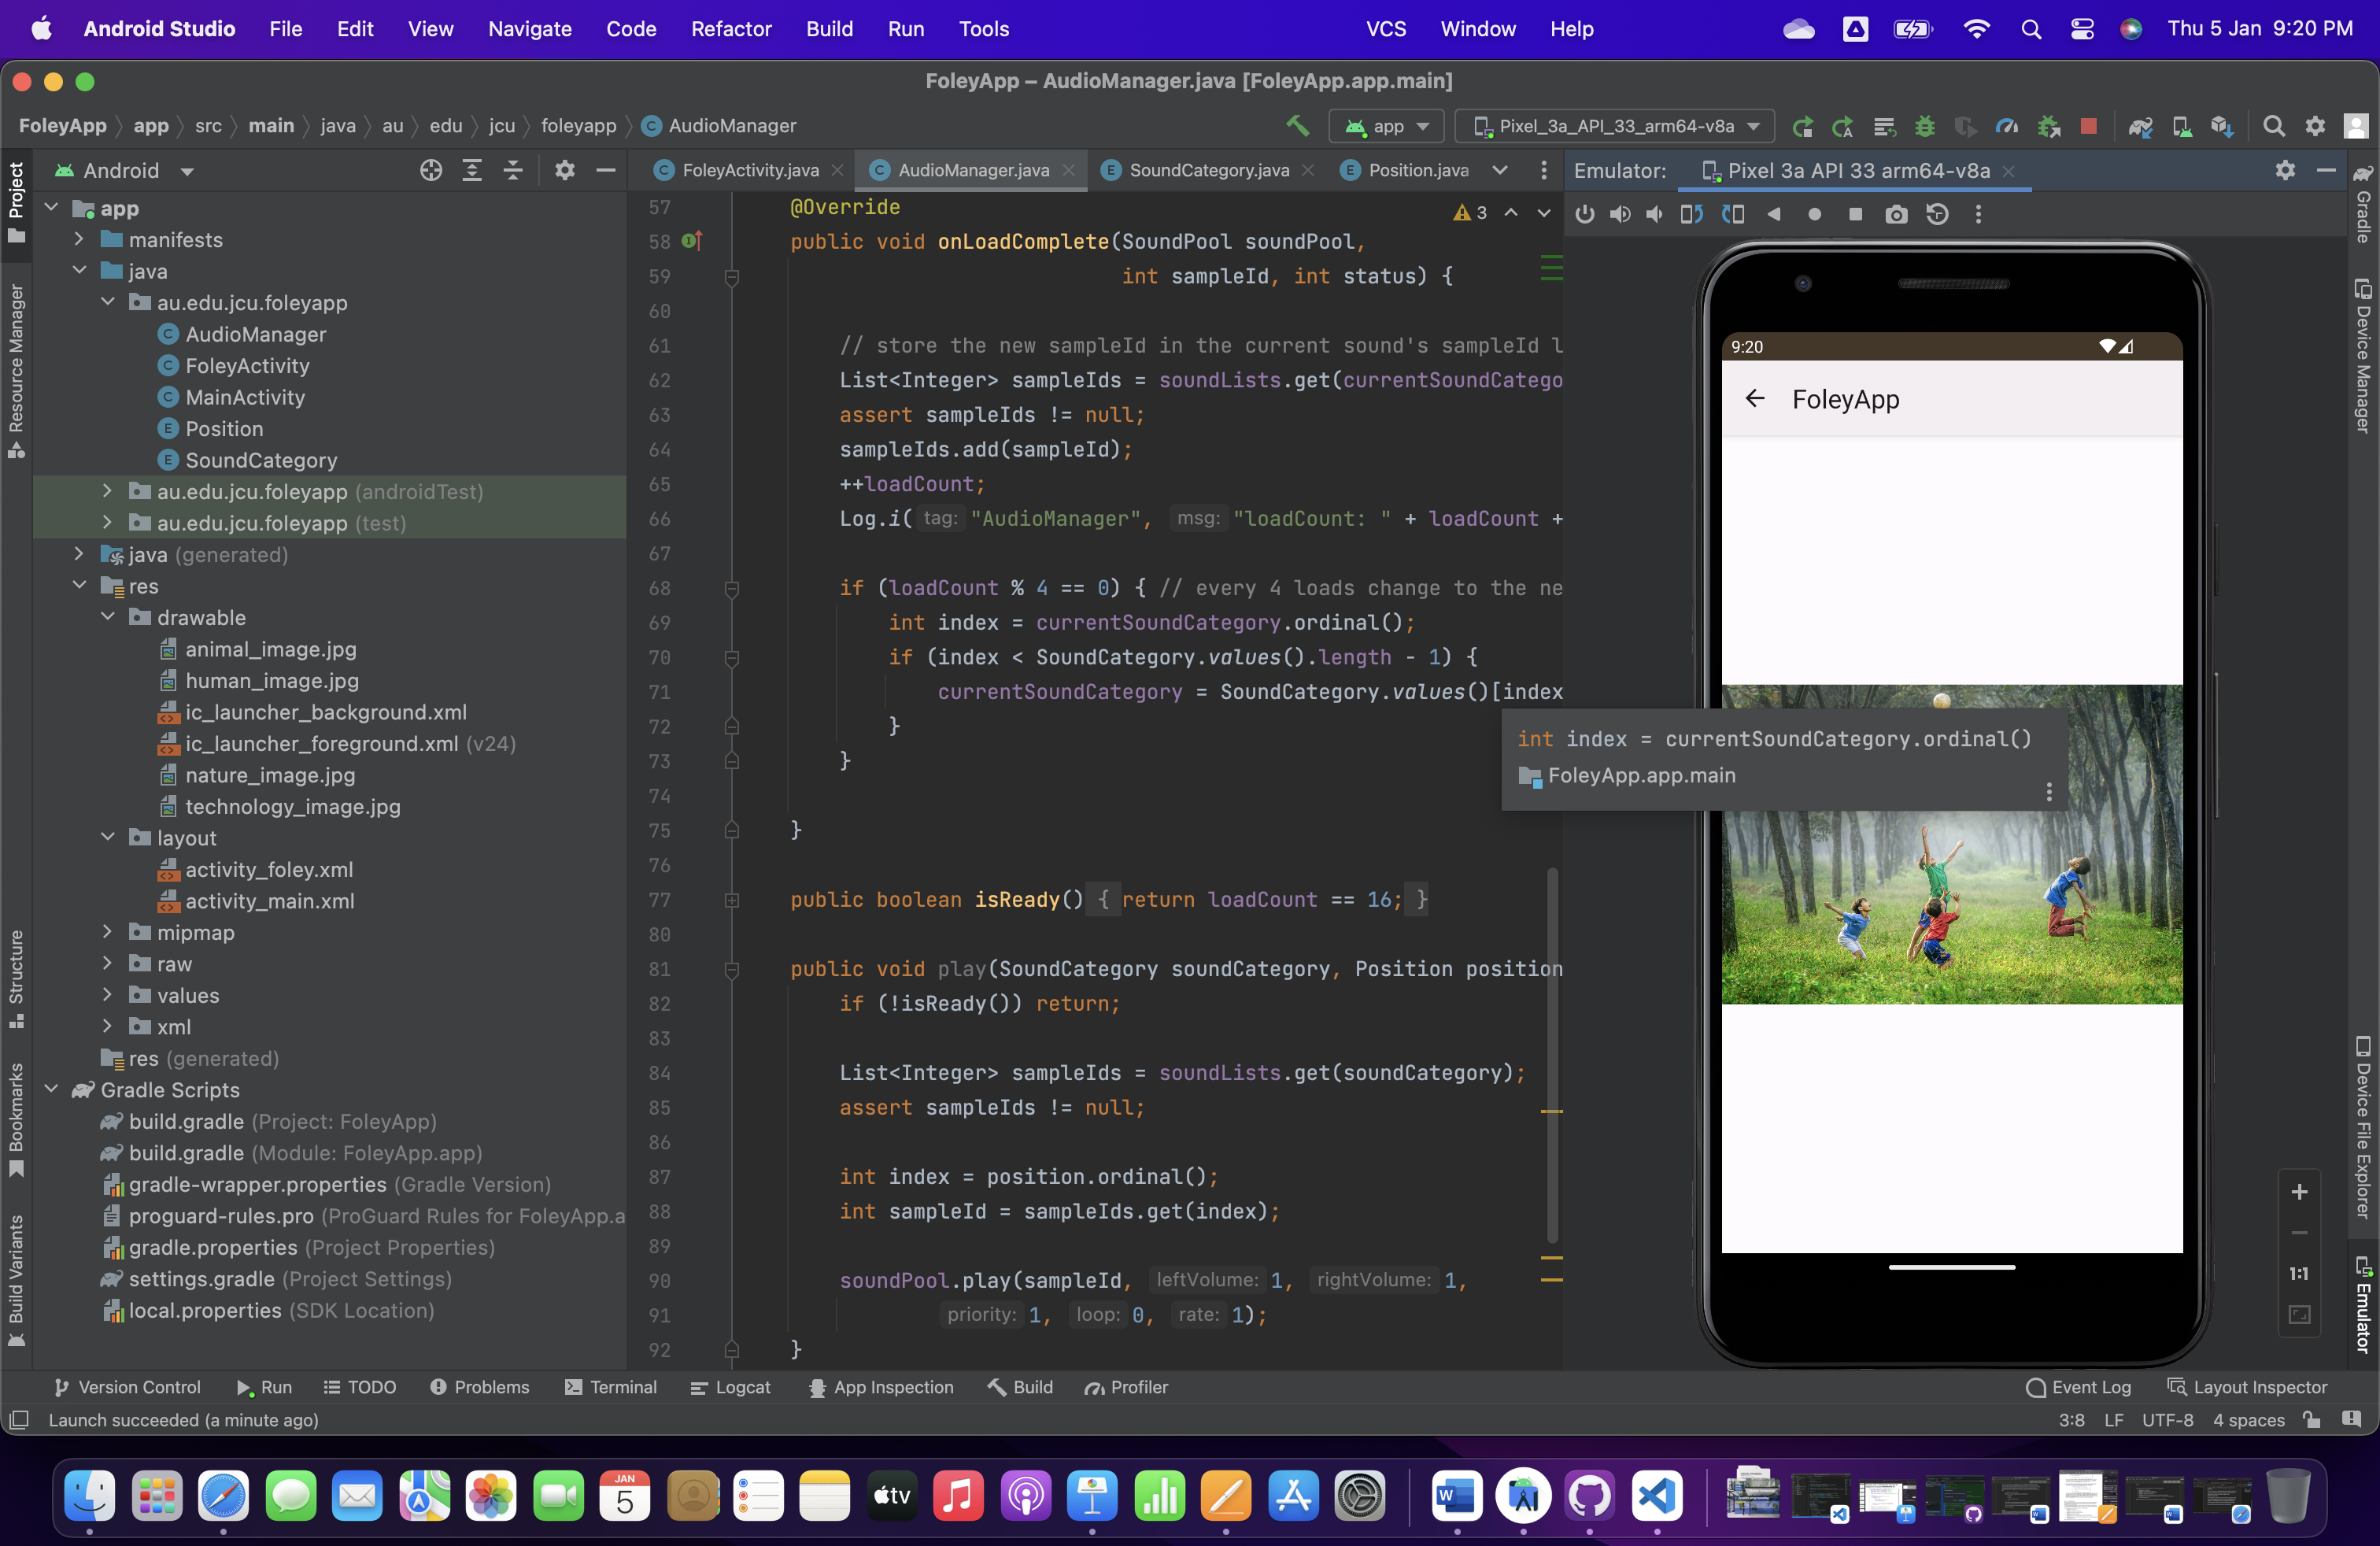 Android Studio File Edit View Navigate Code Refactor Build Run Tools VCS Window Help Thu 5 Jan 9:20 PM
FoleyApp – AudioManager.java [FoleyApp.app.main]
FoleyApp app src main java au edu jcu foleyapp AudioManager app Pixel_3a_API_33_arm64-v8a
Project
Resource Manager
Structure
Bookmarks
Build Variants
Android
app
manifests
java
au.edu.jcu.foleyapp
AudioManager
FoleyActivity
MainActivity
Position
SoundCategory
au.edu.jcu.foleyapp (androidTest)
au.edu.jcu.foleyapp (test)
java (generated)
res
drawable
animal_image.jpg
human_image.jpg
ic_launcher_background.xml
ic_launcher_foreground.xml (v24)
nature_image.jpg
technology_image.jpg
layout
activity_foley.xml
activity_main.xml
mipmap
raw
values
xml
res (generated)
Gradle Scripts
build.gradle (Project: FoleyApp)
build.gradle (Module: FoleyApp.app)
gradle-wrapper.properties (Gradle Version)
proguard-rules.pro (ProGuard Rules for FoleyApp.a
gradle.properties (Project Properties)
settings.gradle (Project Settings)
local.properties (SDK Location)
FoleyActivity.java AudioManager.java SoundCategory.java Position.java
3
57 @Override
58 public void onLoadComplete(SoundPool soundPool,
59 int sampleId, int status) {
60
61 // store the new sampleId in the current sound's sampleId l
62 List<Integer> sampleIds = soundLists.get(currentSoundCatego
63 assert sampleIds != null;
64 sampleIds.add(sampleId);
65 ++loadCount;
66 Log.i( tag: "AudioManager", msg: "loadCount: " + loadCount +
67
68 if (loadCount % 4 == 0) { // every 4 loads change to the ne
69 int index = currentSoundCategory.ordinal();
70 if (index < SoundCategory.values().length - 1) {
71 currentSoundCategory = SoundCategory.values()[index
72 }
73 }
74
75 }
76
77 public boolean isReady() { return loadCount == 16; }
80
81 public void play(SoundCategory soundCategory, Position position
82 if (!isReady()) return;
83
84 List<Integer> sampleIds = soundLists.get(soundCategory);
85 assert sampleIds != null;
86
87 int index = position.ordinal();
88 int sampleId = sampleIds.get(index);
89
90 soundPool.play(sampleId, leftVolume: 1, rightVolume: 1,
91 priority: 1, loop: 0, rate: 1);
92 }
int index = currentSoundCategory.ordinal()
FoleyApp.app.main
Emulator: Pixel 3a API 33 arm64-v8a
9:20
FoleyApp
1:1
Gradle
Device Manager
Device File Explorer
Emulator
Version Control Run TODO Problems Terminal Logcat App Inspection Build Profiler Event Log Layout Inspector
Launch succeeded (a minute ago) 3:8 LF UTF-8 4 spaces
JAN
5
tv
W